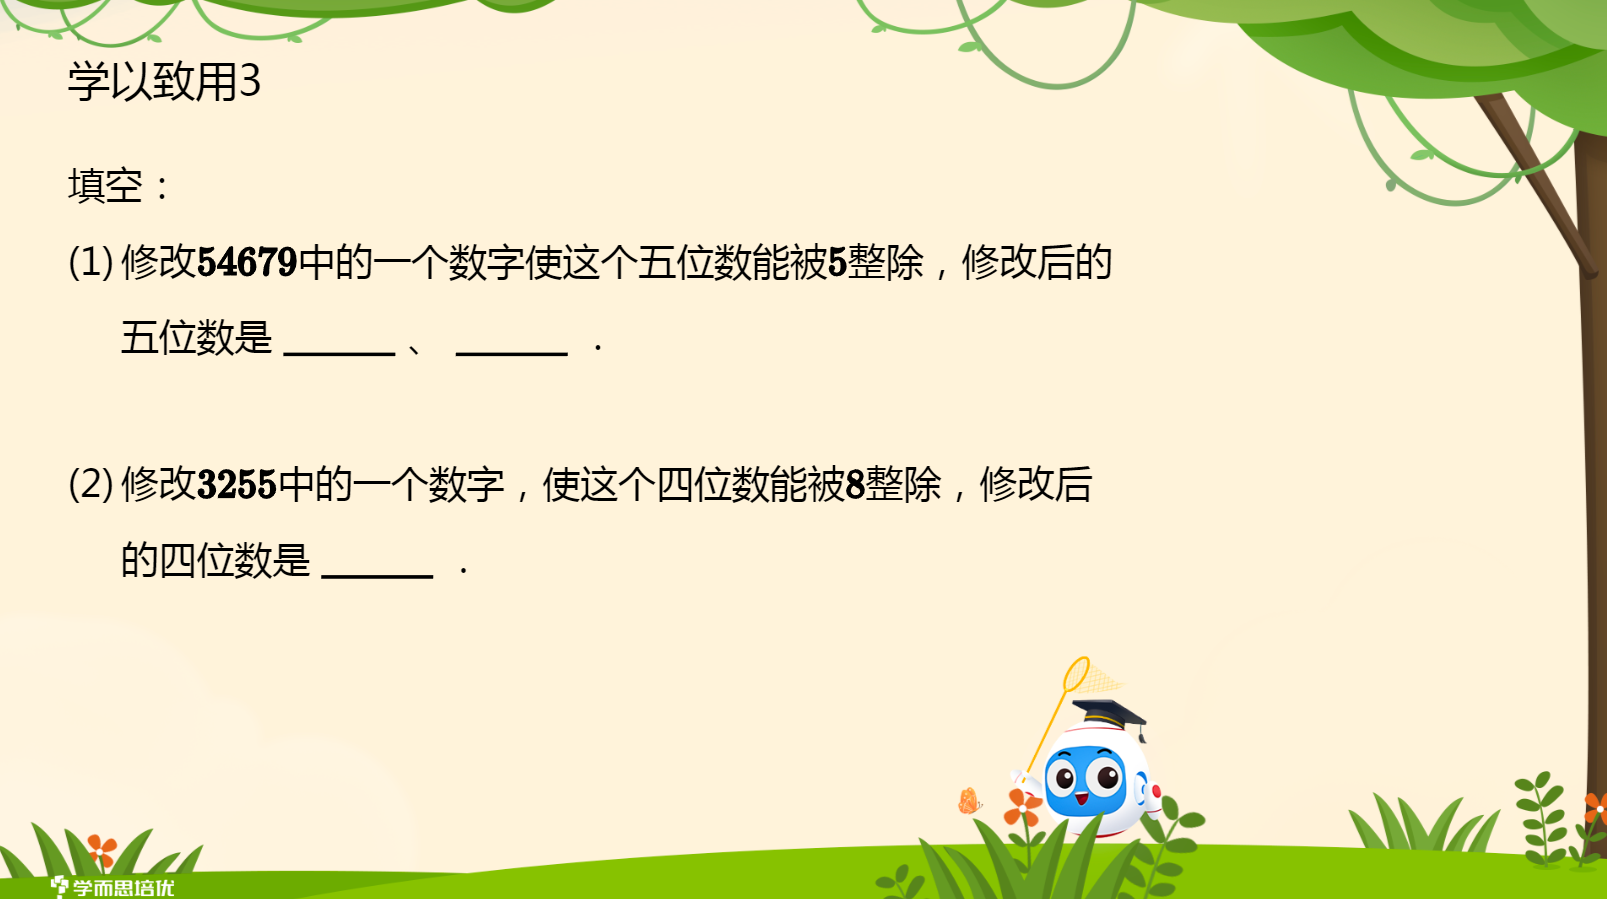 学以致用3
填空：
(1) 修改54679中的一个数字使这个五位数能被5整除，修改后的
五位数是 ______ 、 ______ ．
(2) 修改3255中的一个数字，使这个四位数能被8整除，修改后
的四位数是 ______ ．
学而思培优